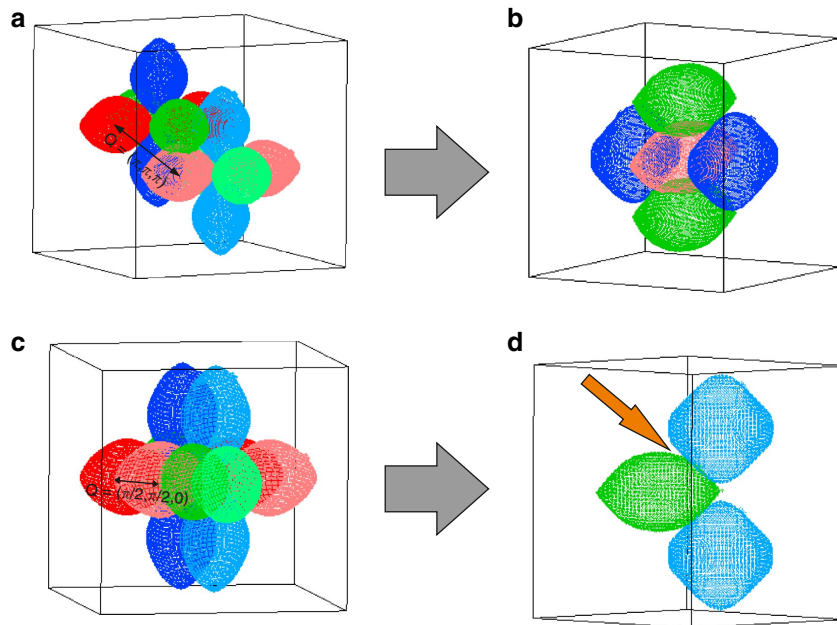 a
b
Q = (π,π,π)
c
d
Q = (π/2,π/2,0)